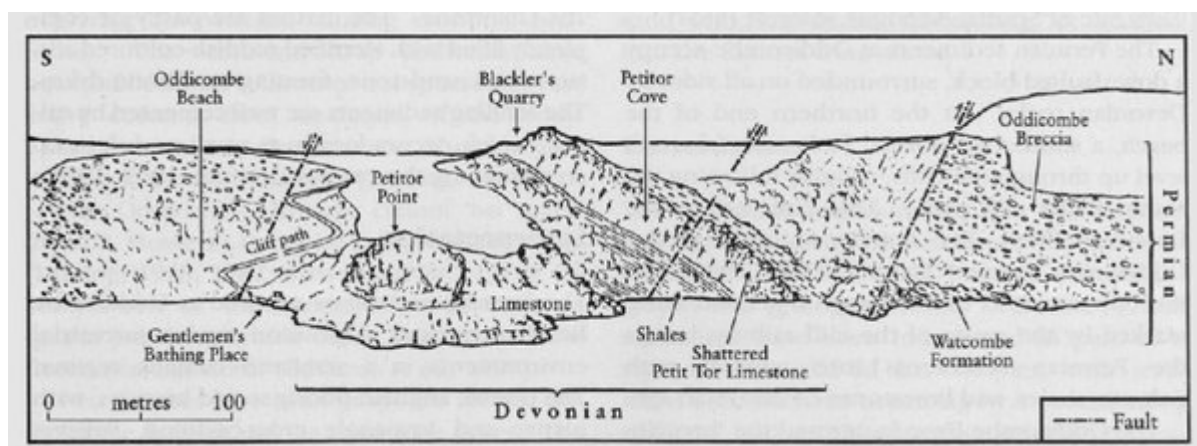 S
N
Oddicombe
Beach
Blackler's
Quarry
Petitor
Cove
Oddicombe
Breccia
Petitor
Point
Cliff path
Permian
Limestone
Gentlemen's
Bathing Place
Shales
Shattered
Petit Tor Limestone
Watcombe
Formation
0 metres 100
Devonian
Fault